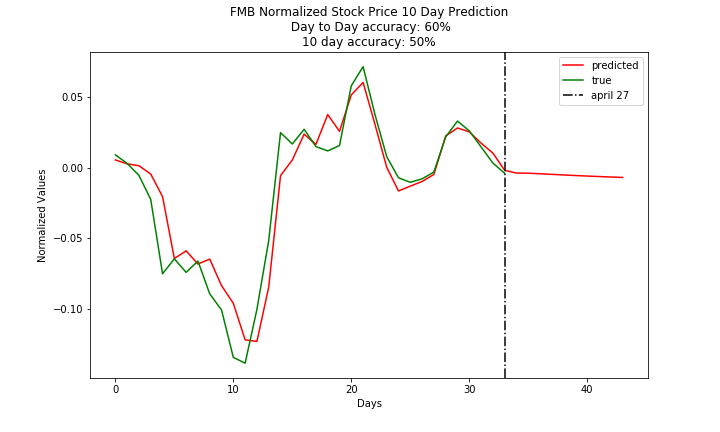 FMB Normalized Stock Price 10 Day Prediction
Day to Day accuracy: 60%
10 day accuracy: 50%
predicted
true
april 27
Normalized Values
0.05
0.00
−0.05
−0.10
0
10
20
30
40
Days